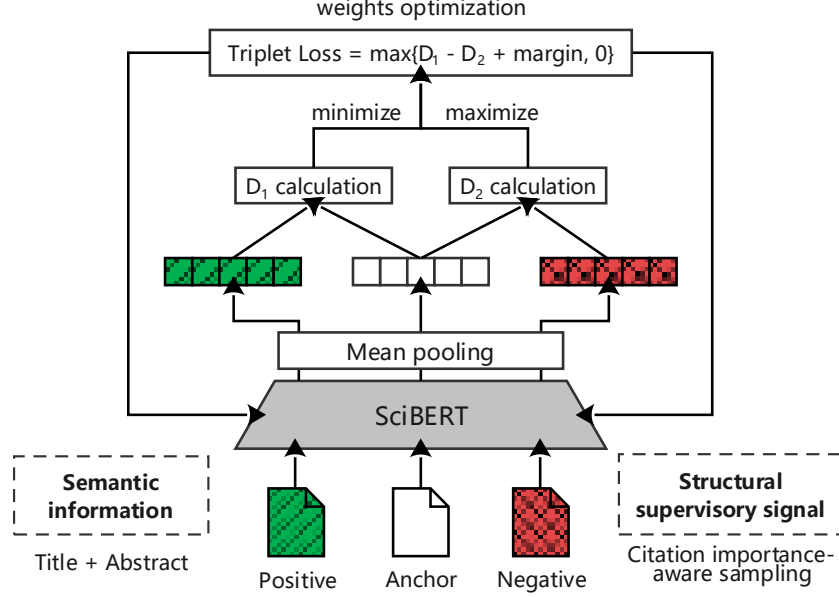 weights optimization
Triplet Loss = max{D₁ - D₂ + margin, 0}
minimize
maximize
D₁ calculation
D₂ calculation
Mean pooling
SciBERT
Semantic
information
Title + Abstract
Structural
supervisory signal
Citation importance-
aware sampling
Positive
Anchor
Negative